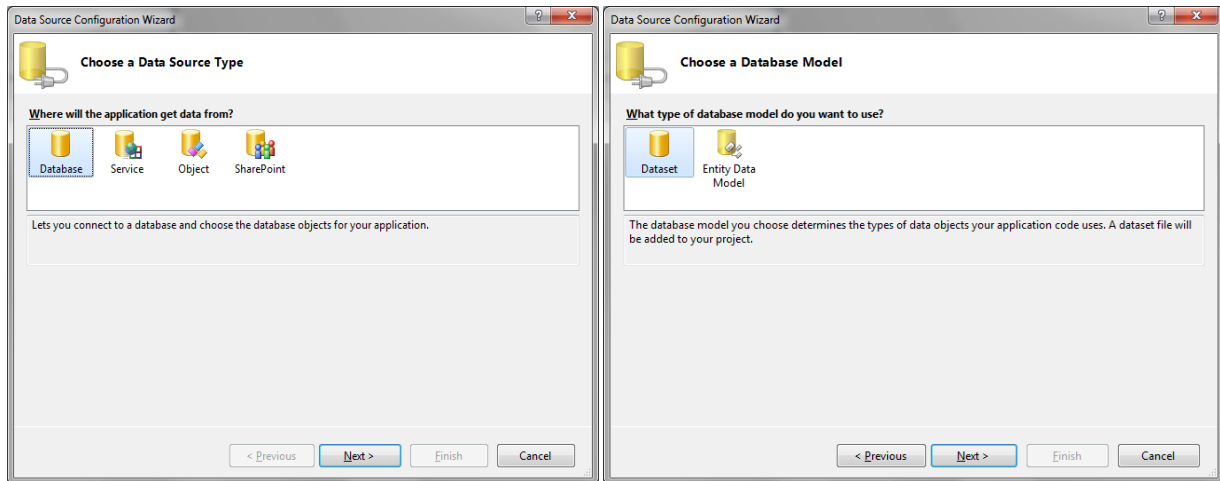 Data Source Configuration Wizard
Choose a Data Source Type
Where will the application get data from?
Database
Service
Object
SharePoint
Lets you connect to a database and choose the database objects for your application.
< Previous
Next >
Finish
Cancel
Data Source Configuration Wizard
Choose a Database Model
What type of database model do you want to use?
Dataset
Entity Data
Model
The database model you choose determines the types of data objects your application code uses. A dataset file will
be added to your project.
< Previous
Next >
Finish
Cancel